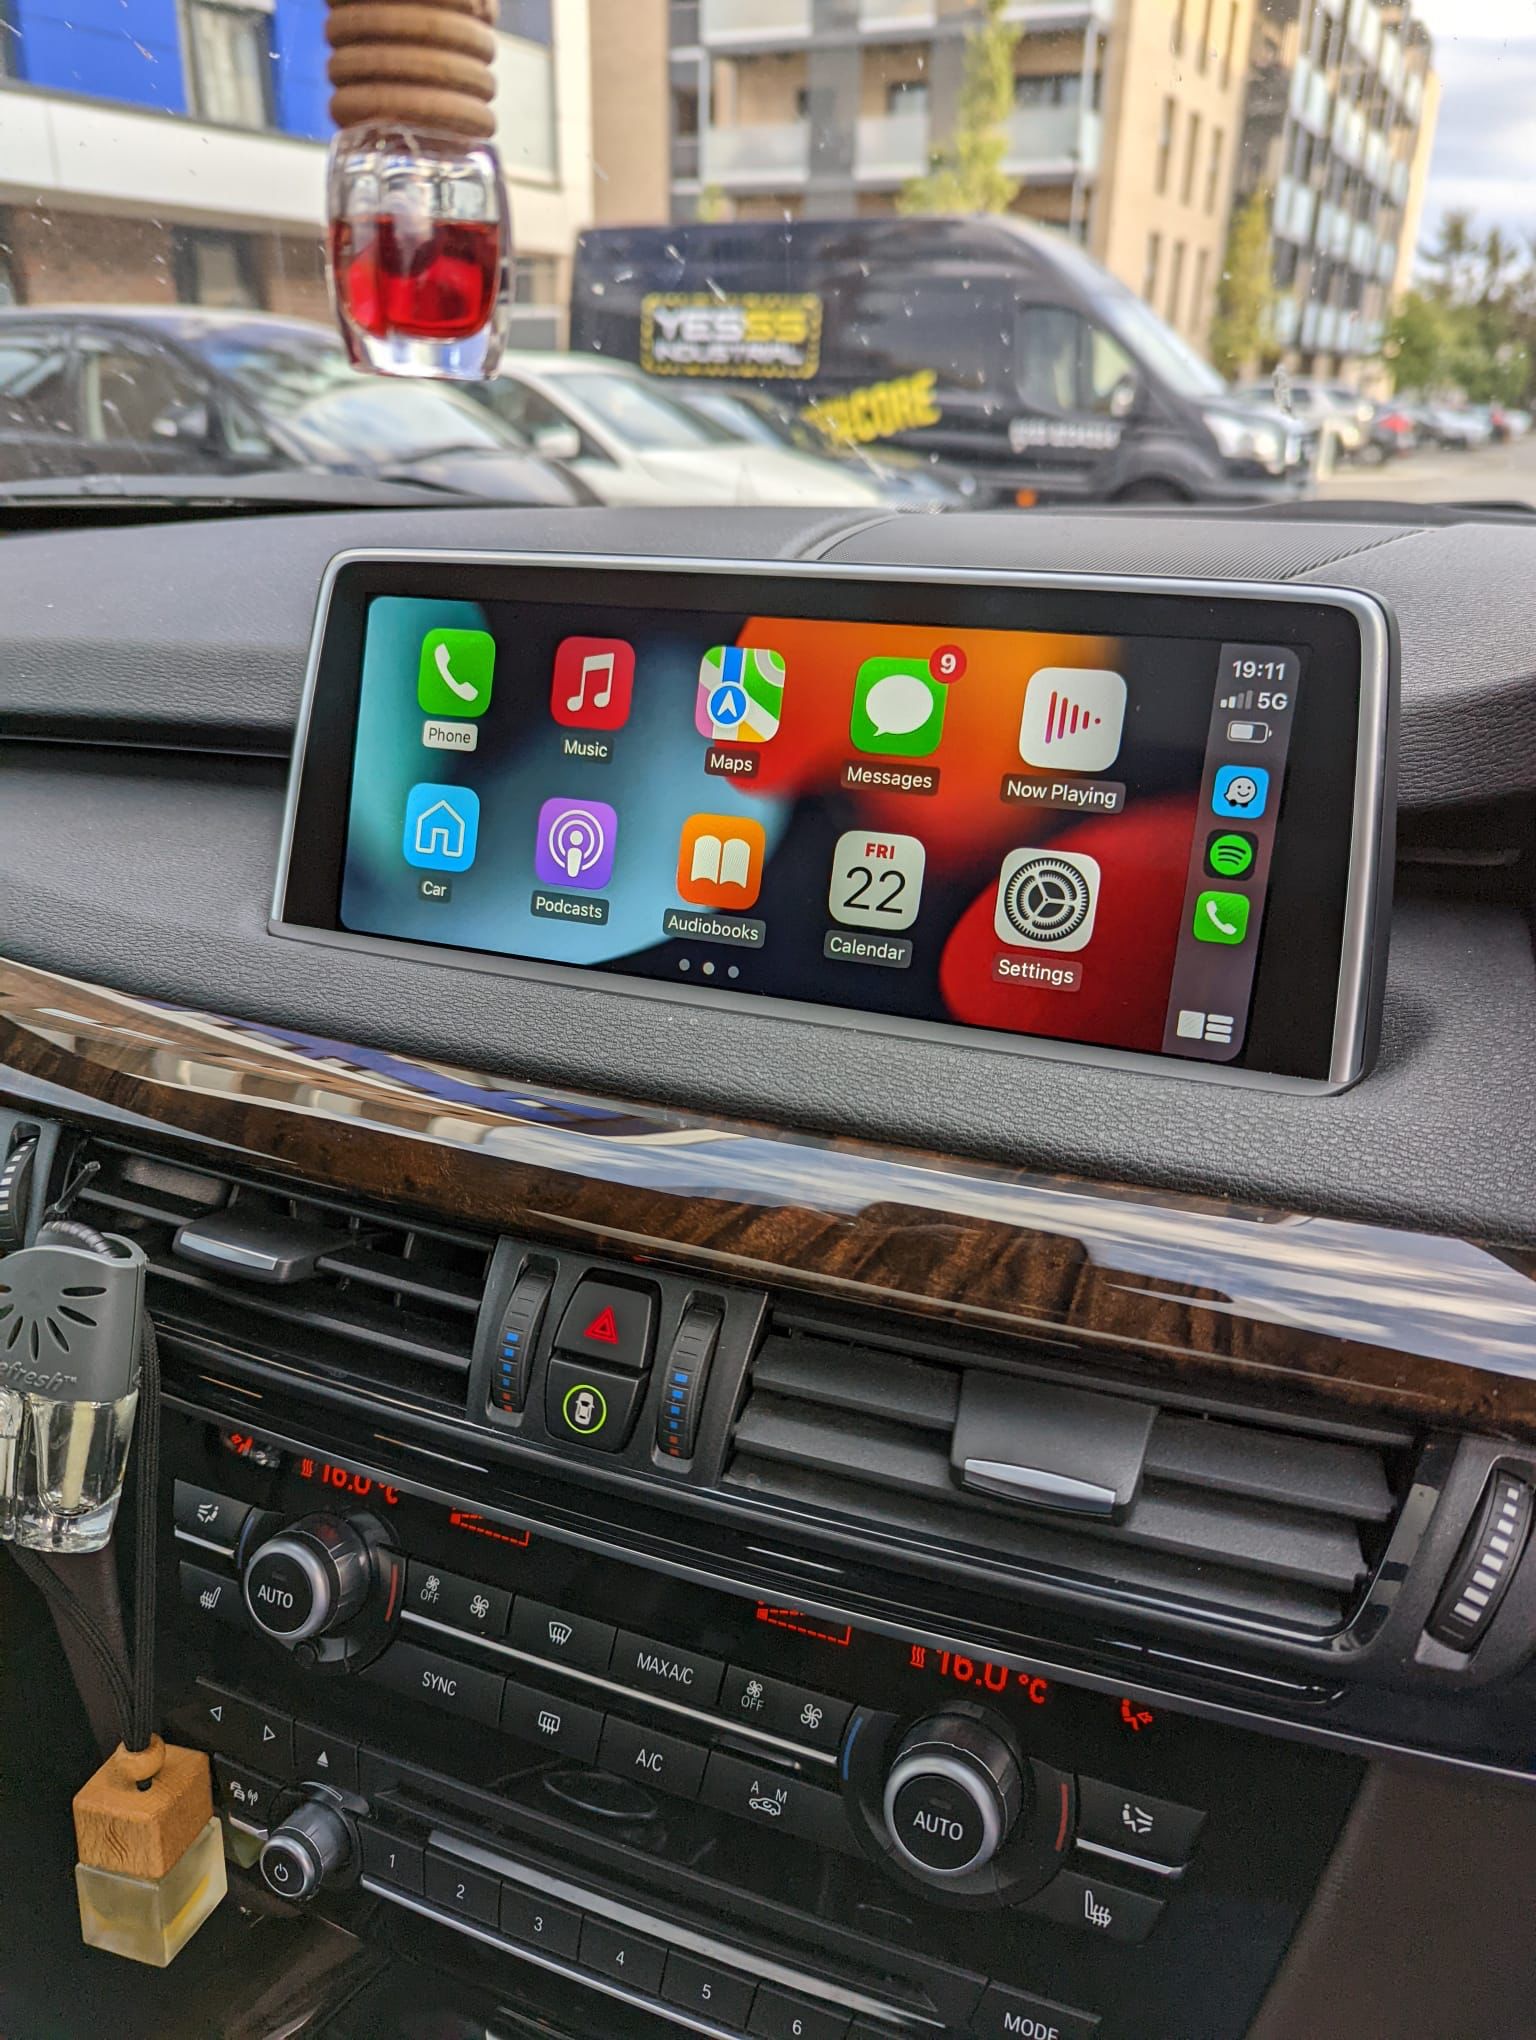 YESSS
INDUSTRIAL
19:11
5G
9
Phone
Music
Maps
Messages
Now Playing
Car
Podcasts
Audiobooks
FRI
22
Calendar
Settings
efresh™
16.0 °C
AUTO
OFF
MAX A/C
OFF
16.0 °C
SYNC
A/C
A M
AUTO
1
2
3
4
5
6
MODE